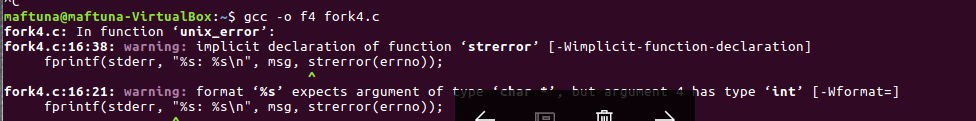 ^C
maftuna@maftuna-VirtualBox:~$ gcc -o f4 fork4.c
fork4.c: In function ‘unix_error’:
fork4.c:16:38: warning: implicit declaration of function ‘strerror’ [-Wimplicit-function-declaration]
fprintf(stderr, "%s: %s\n", msg, strerror(errno));
^
fork4.c:16:21: warning: format ‘%s’ expects argument of type ‘char *’, but argument 4 has type ‘int’ [-Wformat=]
fprintf(stderr, "%s: %s\n", msg, strerror(errno));
^